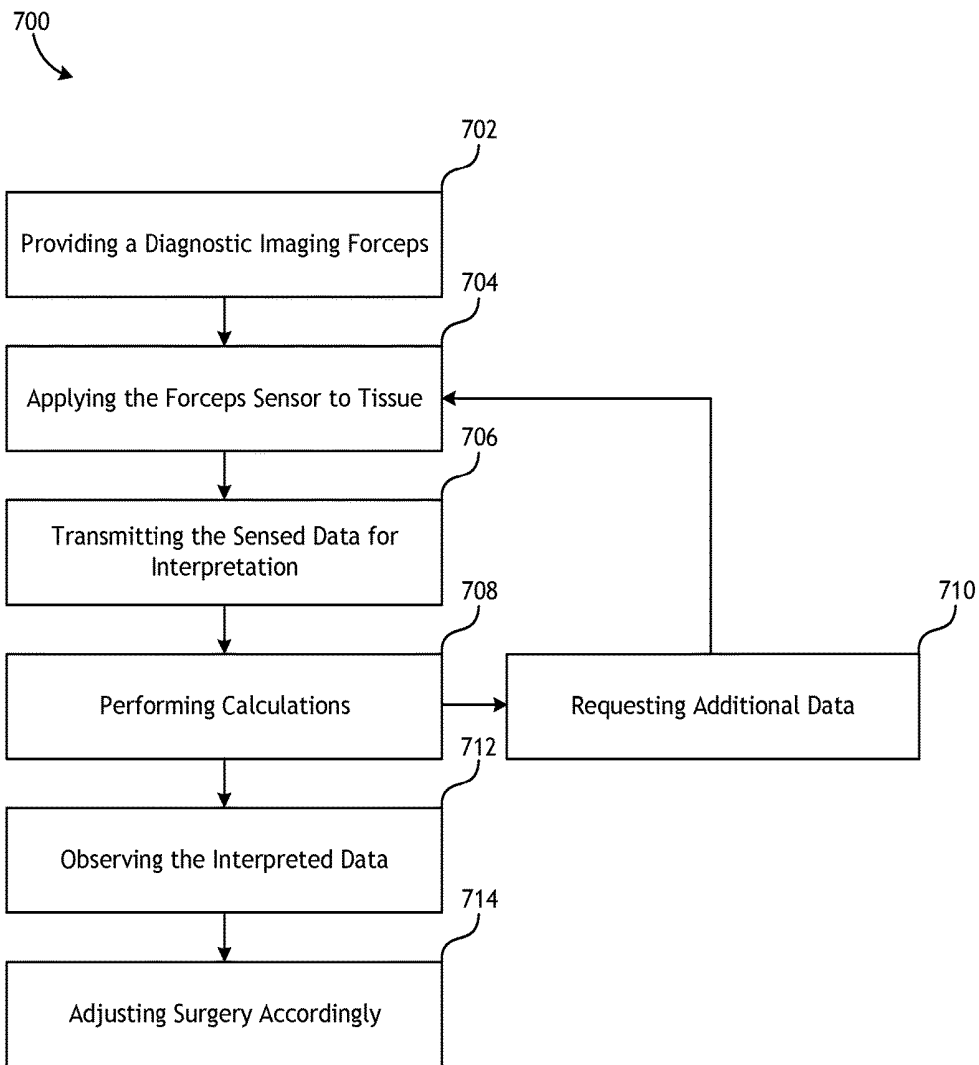 700
702
Providing a Diagnostic Imaging Forceps
704
Applying the Forceps Sensor to Tissue
706
Transmitting the Sensed Data for
Interpretation
708
Performing Calculations
710
Requesting Additional Data
712
Observing the Interpreted Data
714
Adjusting Surgery Accordingly